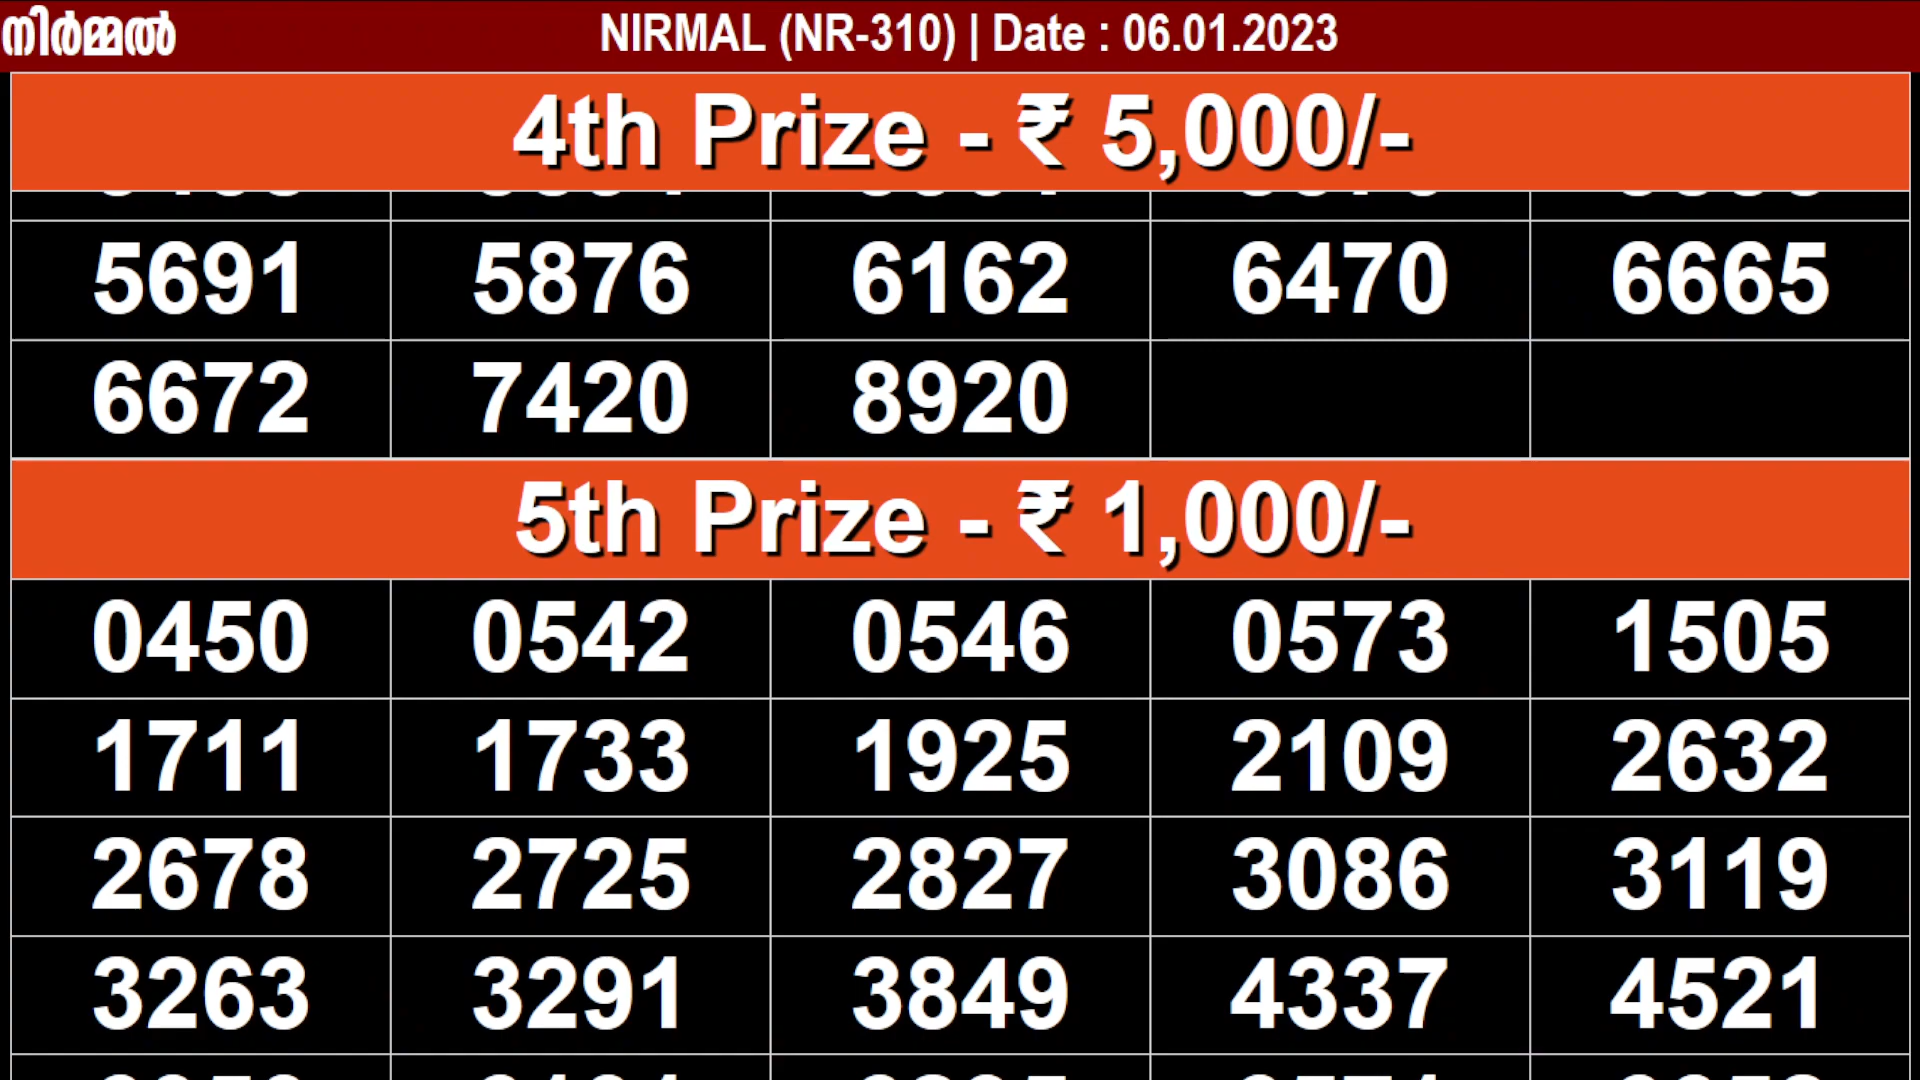 നിർമ്മൽ
NIRMAL (NR-310) | Date : 06.01.2023
4th Prize - ₹ 5,000/-
5691 5876 6162 6470 6665
6672 7420 8920
5th Prize - ₹ 1,000/-
0450 0542 0546 0573 1505
1711 1733 1925 2109 2632
2678 2725 2827 3086 3119
3263 3291 3849 4337 4521